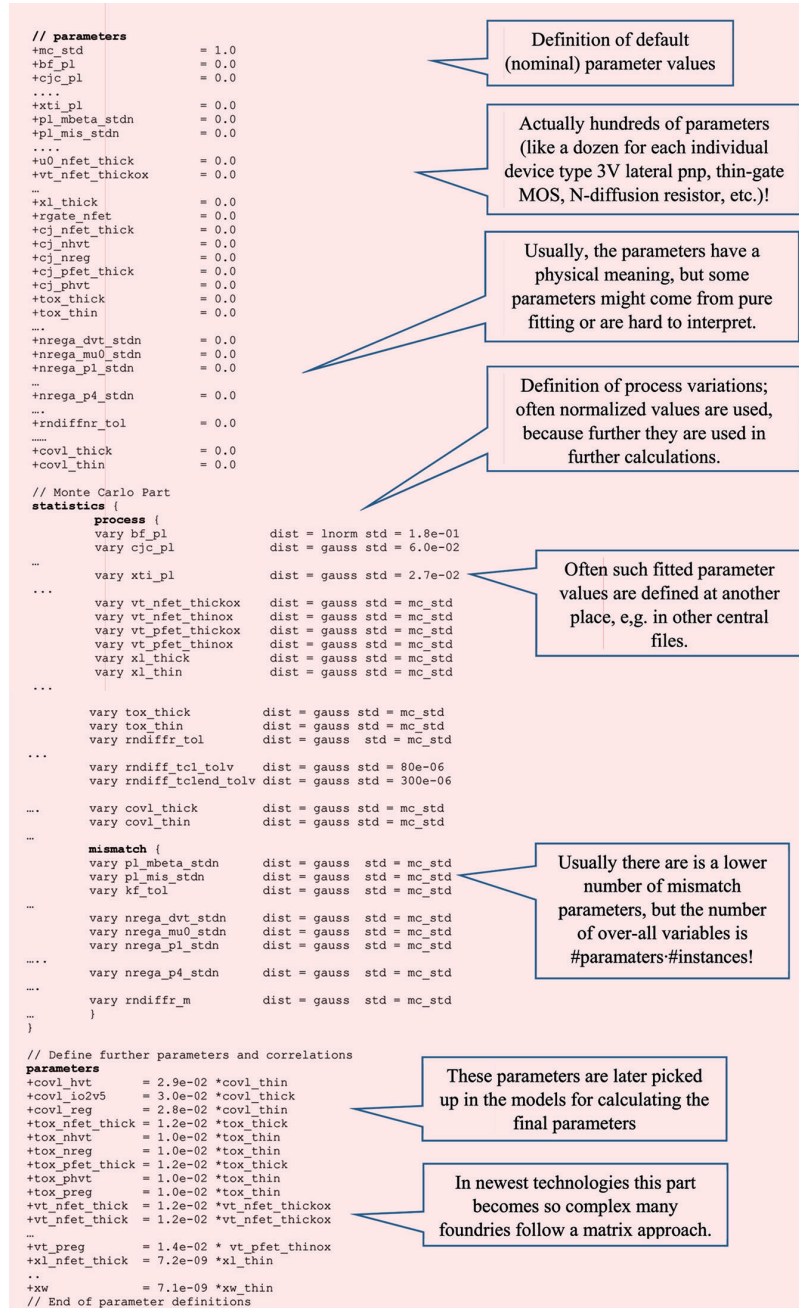 // parameters
+mc_std = 1.0
+bf_pl = 0.0
+cjc_pl = 0.0
....
+xti_pl = 0.0
+pl_mbeta_stdn = 0.0
+pl_mis_stdn = 0.0
....
+u0_nfet_thick = 0.0
+vt_nfet_thickox = 0.0
…
+xl_thick = 0.0
+rgate_nfet = 0.0
+cj_nfet_thick = 0.0
+cj_nhvt = 0.0
+cj_nreg = 0.0
+cj_pfet_thick = 0.0
+cj_phvt = 0.0
+tox_thick = 0.0
+tox_thin = 0.0
….
+nrega_dvt_stdn = 0.0
+nrega_mu0_stdn = 0.0
+nrega_p1_stdn = 0.0
…
+nrega_p4_stdn = 0.0
….
+rndiffnr_tol = 0.0
……
+covl_thick = 0.0
+covl_thin = 0.0
Definition of default
(nominal) parameter values
Actually hundreds of parameters
(like a dozen for each individual
device type 3V lateral pnp, thin-gate
MOS, N-diffusion resistor, etc.)!
Usually, the parameters have a
physical meaning, but some
parameters might come from pure
fitting or are hard to interpret.
Definition of process variations;
often normalized values are used,
because further they are used in
further calculations.
// Monte Carlo Part
statistics {
process {
vary bf_pl dist = lnorm std = 1.8e-01
vary cjc_pl dist = gauss std = 6.0e-02
…
vary xti_pl dist = gauss std = 2.7e-02
...
vary vt_nfet_thickox dist = gauss std = mc_std
vary vt_nfet_thinox dist = gauss std = mc_std
vary vt_pfet_thickox dist = gauss std = mc_std
vary vt_pfet_thinox dist = gauss std = mc_std
vary xl_thick dist = gauss std = mc_std
vary xl_thin dist = gauss std = mc_std
...
vary tox_thick dist = gauss std = mc_std
vary tox_thin dist = gauss std = mc_std
vary rndiffr_tol dist = gauss std = mc_std
...
vary rndiff_tc1_tolv dist = gauss std = 80e-06
vary rndiff_tc1end_tolv dist = gauss std = 300e-06
….
vary covl_thick dist = gauss std = mc_std
vary covl_thin dist = gauss std = mc_std
…
Often such fitted parameter
values are defined at another
place, e,g. in other central
files.
mismatch {
vary pl_mbeta_stdn dist = gauss std = mc_std
vary pl_mis_stdn dist = gauss std = mc_std
vary kf_tol dist = gauss std = mc_std
…
vary nrega_dvt_stdn dist = gauss std = mc_std
vary nrega_mu0_stdn dist = gauss std = mc_std
vary nrega_p1_stdn dist = gauss std = mc_std
…..
vary nrega_p4_stdn dist = gauss std = mc_std
….
vary rndiffr_m dist = gauss std = mc_std
… }
}
Usually there are is a lower
number of mismatch
parameters, but the number
of over-all variables is
#paramaters·#instances!
// Define further parameters and correlations
parameters
+covl_hvt = 2.9e-02 *covl_thin
+covl_io2v5 = 3.0e-02 *covl_thick
+covl_reg = 2.8e-02 *covl_thin
+tox_nfet_thick = 1.2e-02 *tox_thick
+tox_nhvt = 1.0e-02 *tox_thin
+tox_nreg = 1.0e-02 *tox_thin
+tox_pfet_thick = 1.2e-02 *tox_thick
+tox_phvt = 1.0e-02 *tox_thin
+tox_preg = 1.0e-02 *tox_thin
+vt_nfet_thick = 1.2e-02 *vt_nfet_thickox
+vt_nfet_thick = 1.2e-02 *vt_nfet_thickox
…
+vt_preg = 1.4e-02 * vt_pfet_thinox
+xl_nfet_thick = 7.2e-09 *xl_thin
..
+xw = 7.1e-09 *xw_thin
// End of parameter definitions
These parameters are later picked
up in the models for calculating the
final parameters
In newest technologies this part
becomes so complex many
foundries follow a matrix approach.